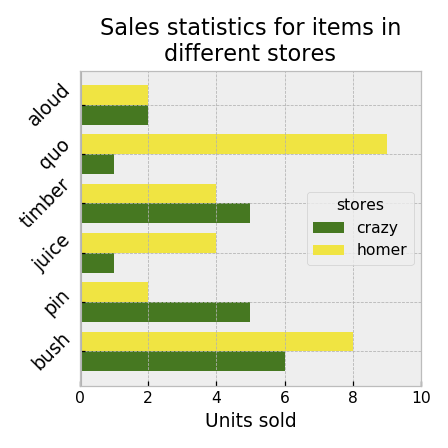 Sales statistics for items in
different stores
aloud
quo
timber
juice
pin
bush
stores
crazy
homer
0 2 4 6 8 10
Units sold